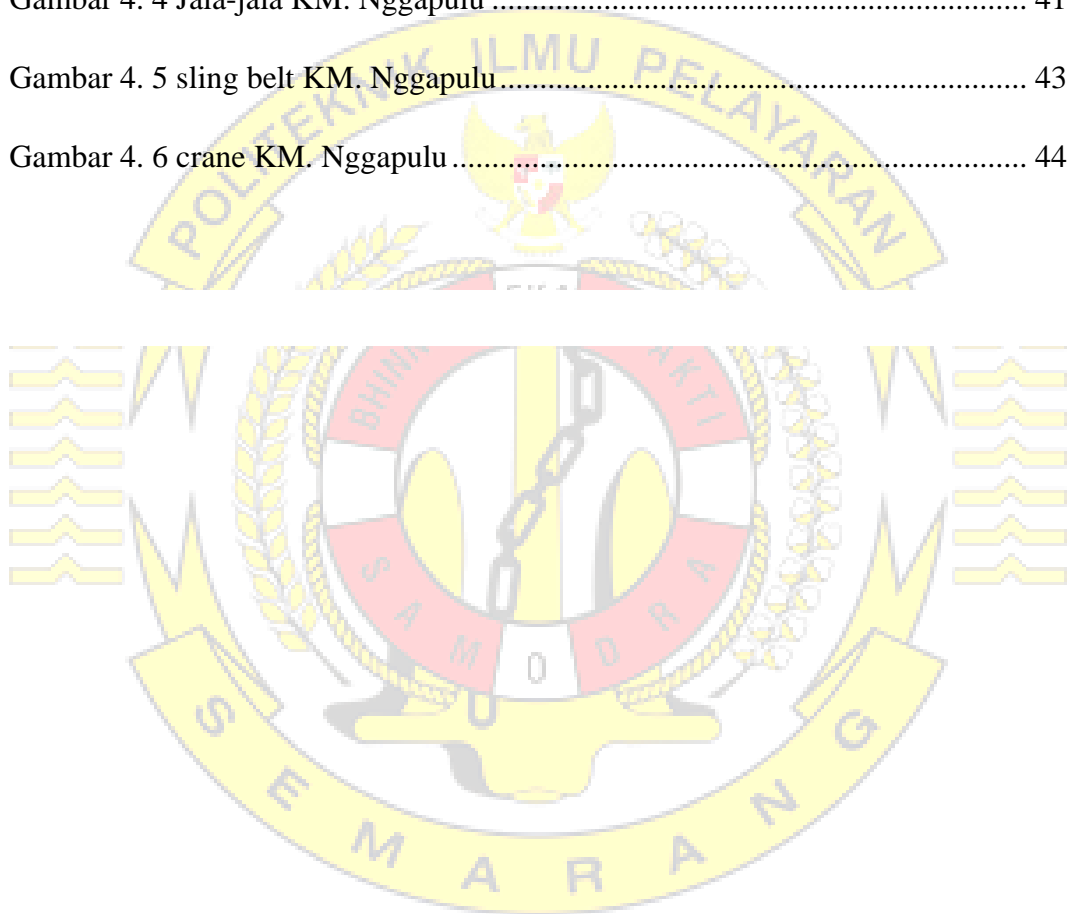 Gambar 4. 4 Jala-jala KM. Nggapulu .................................................................... 41
Gambar 4. 5 sling belt KM. Nggapulu................................................................... 43
Gambar 4. 6 crane KM. Nggapulu ......................................................................... 44
POLITEKNIK ILMU PELAYARAN
SAMODRA
SEMARANG